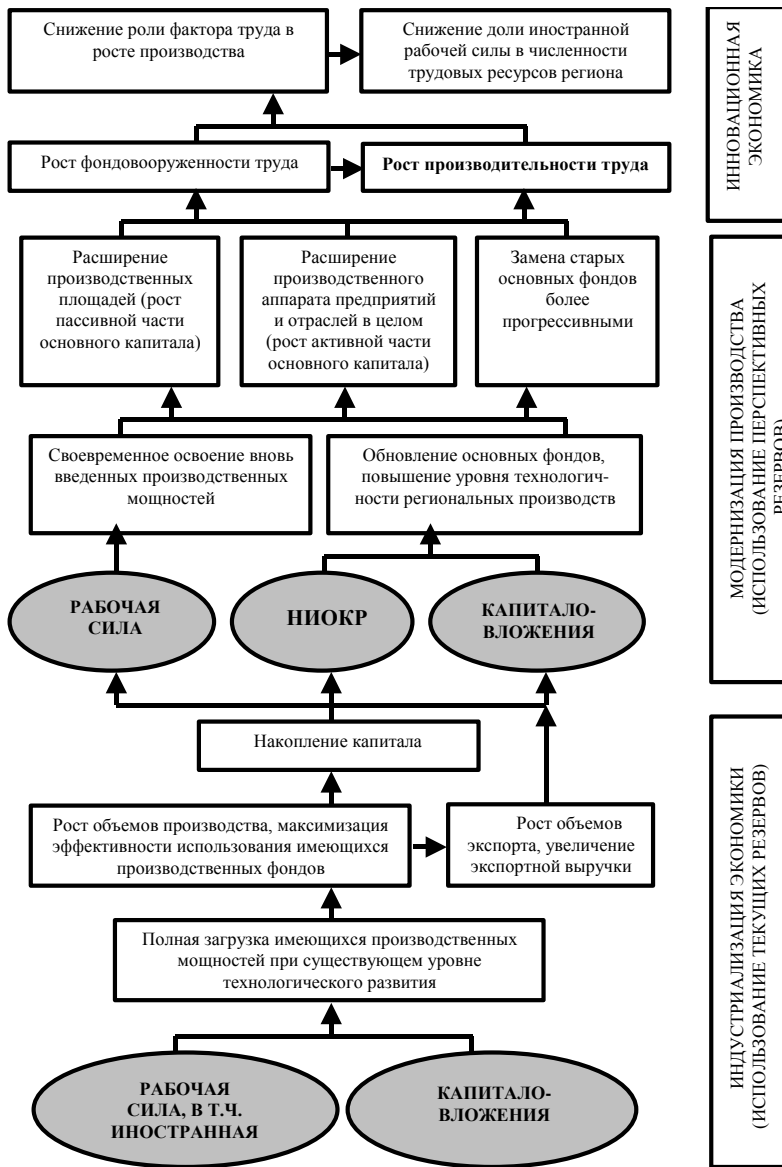 Снижение роли фактора труда в
росте производства
Снижение доли иностранной
рабочей силы в численности
трудовых ресурсов региона
ИННОВАЦИОННАЯ
ЭКОНОМИКА
Рост фондовооруженности труда
Рост производительности труда
Расширение
производственных
площадей (рост
пассивной части
основного капитала)
Расширение
производственного
аппарата предприятий
и отраслей в целом
(рост активной части
основного капитала)
Замена старых
основных фондов
более
прогрессивными
МОДЕРНИЗАЦИЯ ПРОИЗВОДСТВА
(ИСПОЛЬЗОВАНИЕ ПЕРСПЕКТИВНЫХ
РЕЗЕРВОВ)
Своевременное освоение вновь
введенных производственных
мощностей
Обновление основных фондов,
повышение уровня технологич-
ности региональных производств
РАБОЧАЯ
СИЛА
НИОКР
КАПИТАЛО-
ВЛОЖЕНИЯ
Накопление капитала
Рост объемов производства, максимизация
эффективности использования имеющихся
производственных фондов
Рост объемов
экспорта, увеличение
экспортной выручки
ИНДУСТРИАЛИЗАЦИЯ ЭКОНОМИКИ
(ИСПОЛЬЗОВАНИЕ ТЕКУЩИХ РЕЗЕРВОВ)
Полная загрузка имеющихся производственных
мощностей при существующем уровне
технологического развития
РАБОЧАЯ
СИЛА, В Т.Ч.
ИНОСТРАННАЯ
КАПИТАЛО-
ВЛОЖЕНИЯ